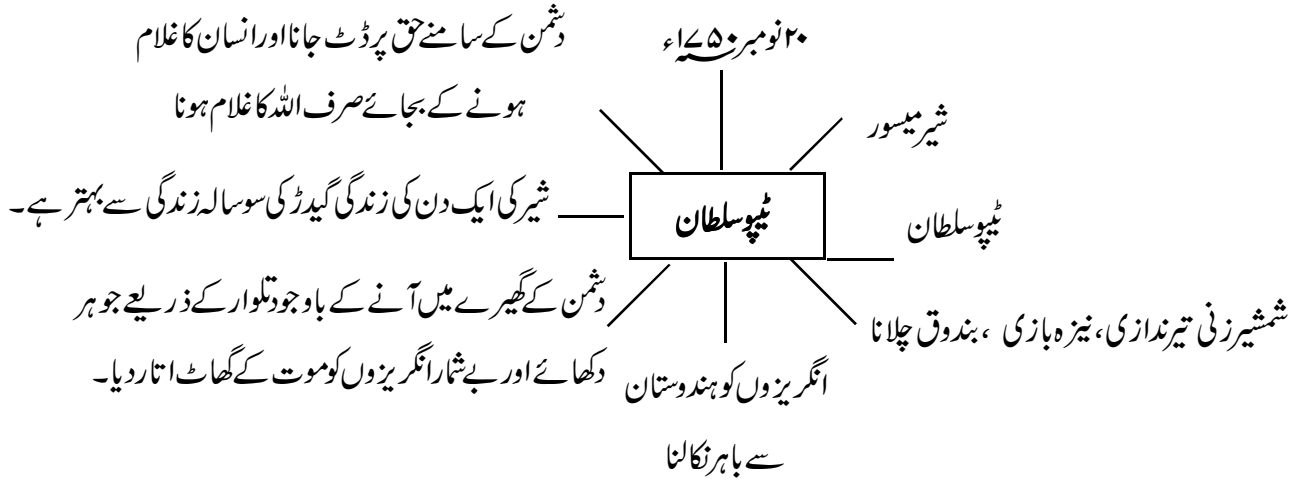 ۲۰ نومبر ۱۷۵۰ء
دشمن کے سامنے حق پر ڈٹ جانا اور انسان کا غلام
ہونے کے بجائے صرف اللہ کا غلام ہونا
شیر میسور
شیر کی ایک دن کی زندگی گیدڑ کی سو سالہ زندگی سے بہتر ہے۔
ٹیپو سلطان
ٹیپو سلطان
دشمن کے گھیرے میں آنے کے باوجود تلوار کے ذریعے جوہر
دکھائے اور بے شمار انگریزوں کو موت کے گھاٹ اتار دیا۔
شمشیر زنی تیرندازی، نیزہ بازی ، بندوق چلانا
انگریزوں کو ہندوستان
سے باہر نکالنا